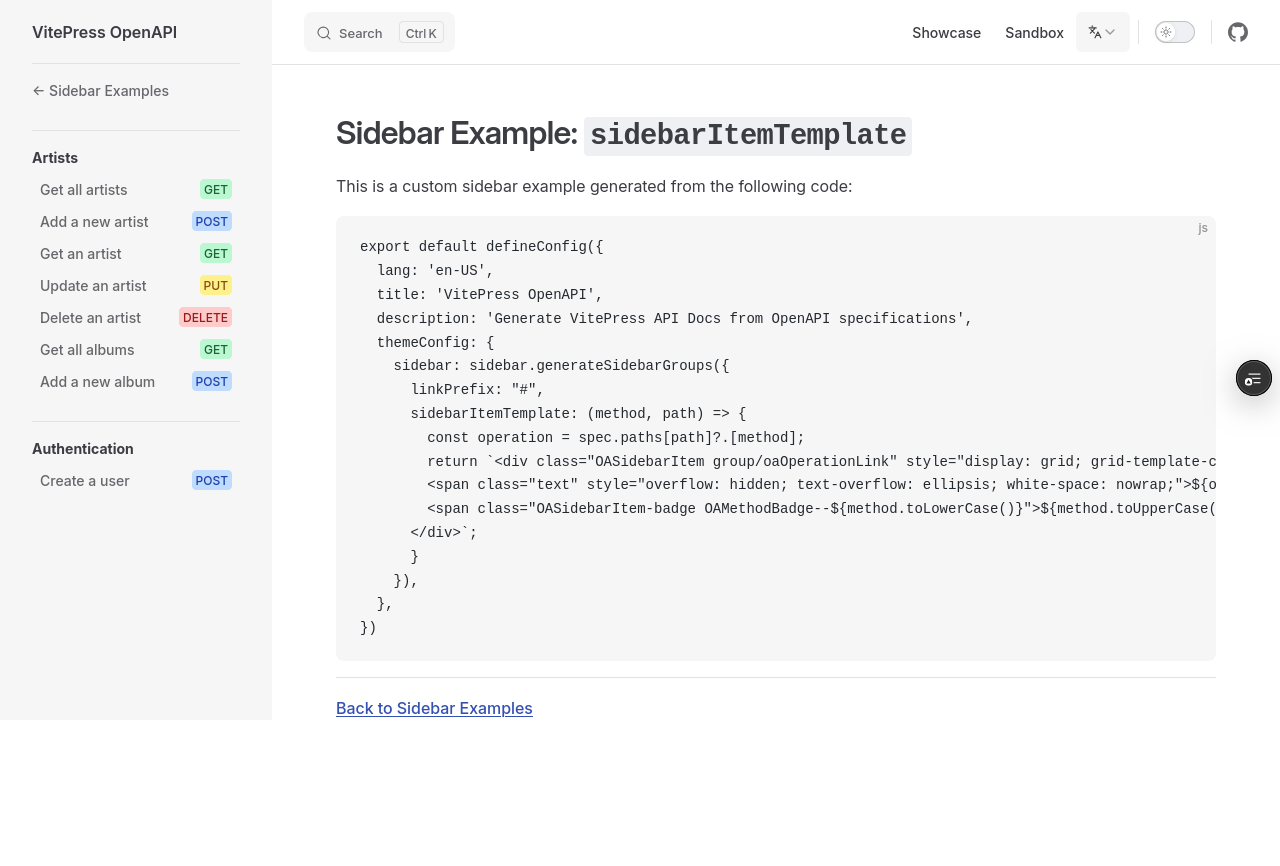 VitePress OpenAPI
Search
Ctrl K
Showcase
Sandbox
← Sidebar Examples
Artists
Get all artists GET
Add a new artist POST
Get an artist GET
Update an artist PUT
Delete an artist DELETE
Get all albums GET
Add a new album POST
Authentication
Create a user POST
Sidebar Example: sidebarItemTemplate
This is a custom sidebar example generated from the following code:
js
export default defineConfig({
  lang: 'en-US',
  title: 'VitePress OpenAPI',
  description: 'Generate VitePress API Docs from OpenAPI specifications',
  themeConfig: {
    sidebar: sidebar.generateSidebarGroups({
      linkPrefix: "#",
      sidebarItemTemplate: (method, path) => {
        const operation = spec.paths[path]?.[method];
        return `<div class="OASidebarItem group/oaOperationLink" style="display: grid; grid-template-c
        <span class="text" style="overflow: hidden; text-overflow: ellipsis; white-space: nowrap;">${o
        <span class="OASidebarItem-badge OAMethodBadge--${method.toLowerCase()}">${method.toUpperCase(
      </div>`;
      }
    }),
  },
})
Back to Sidebar Examples